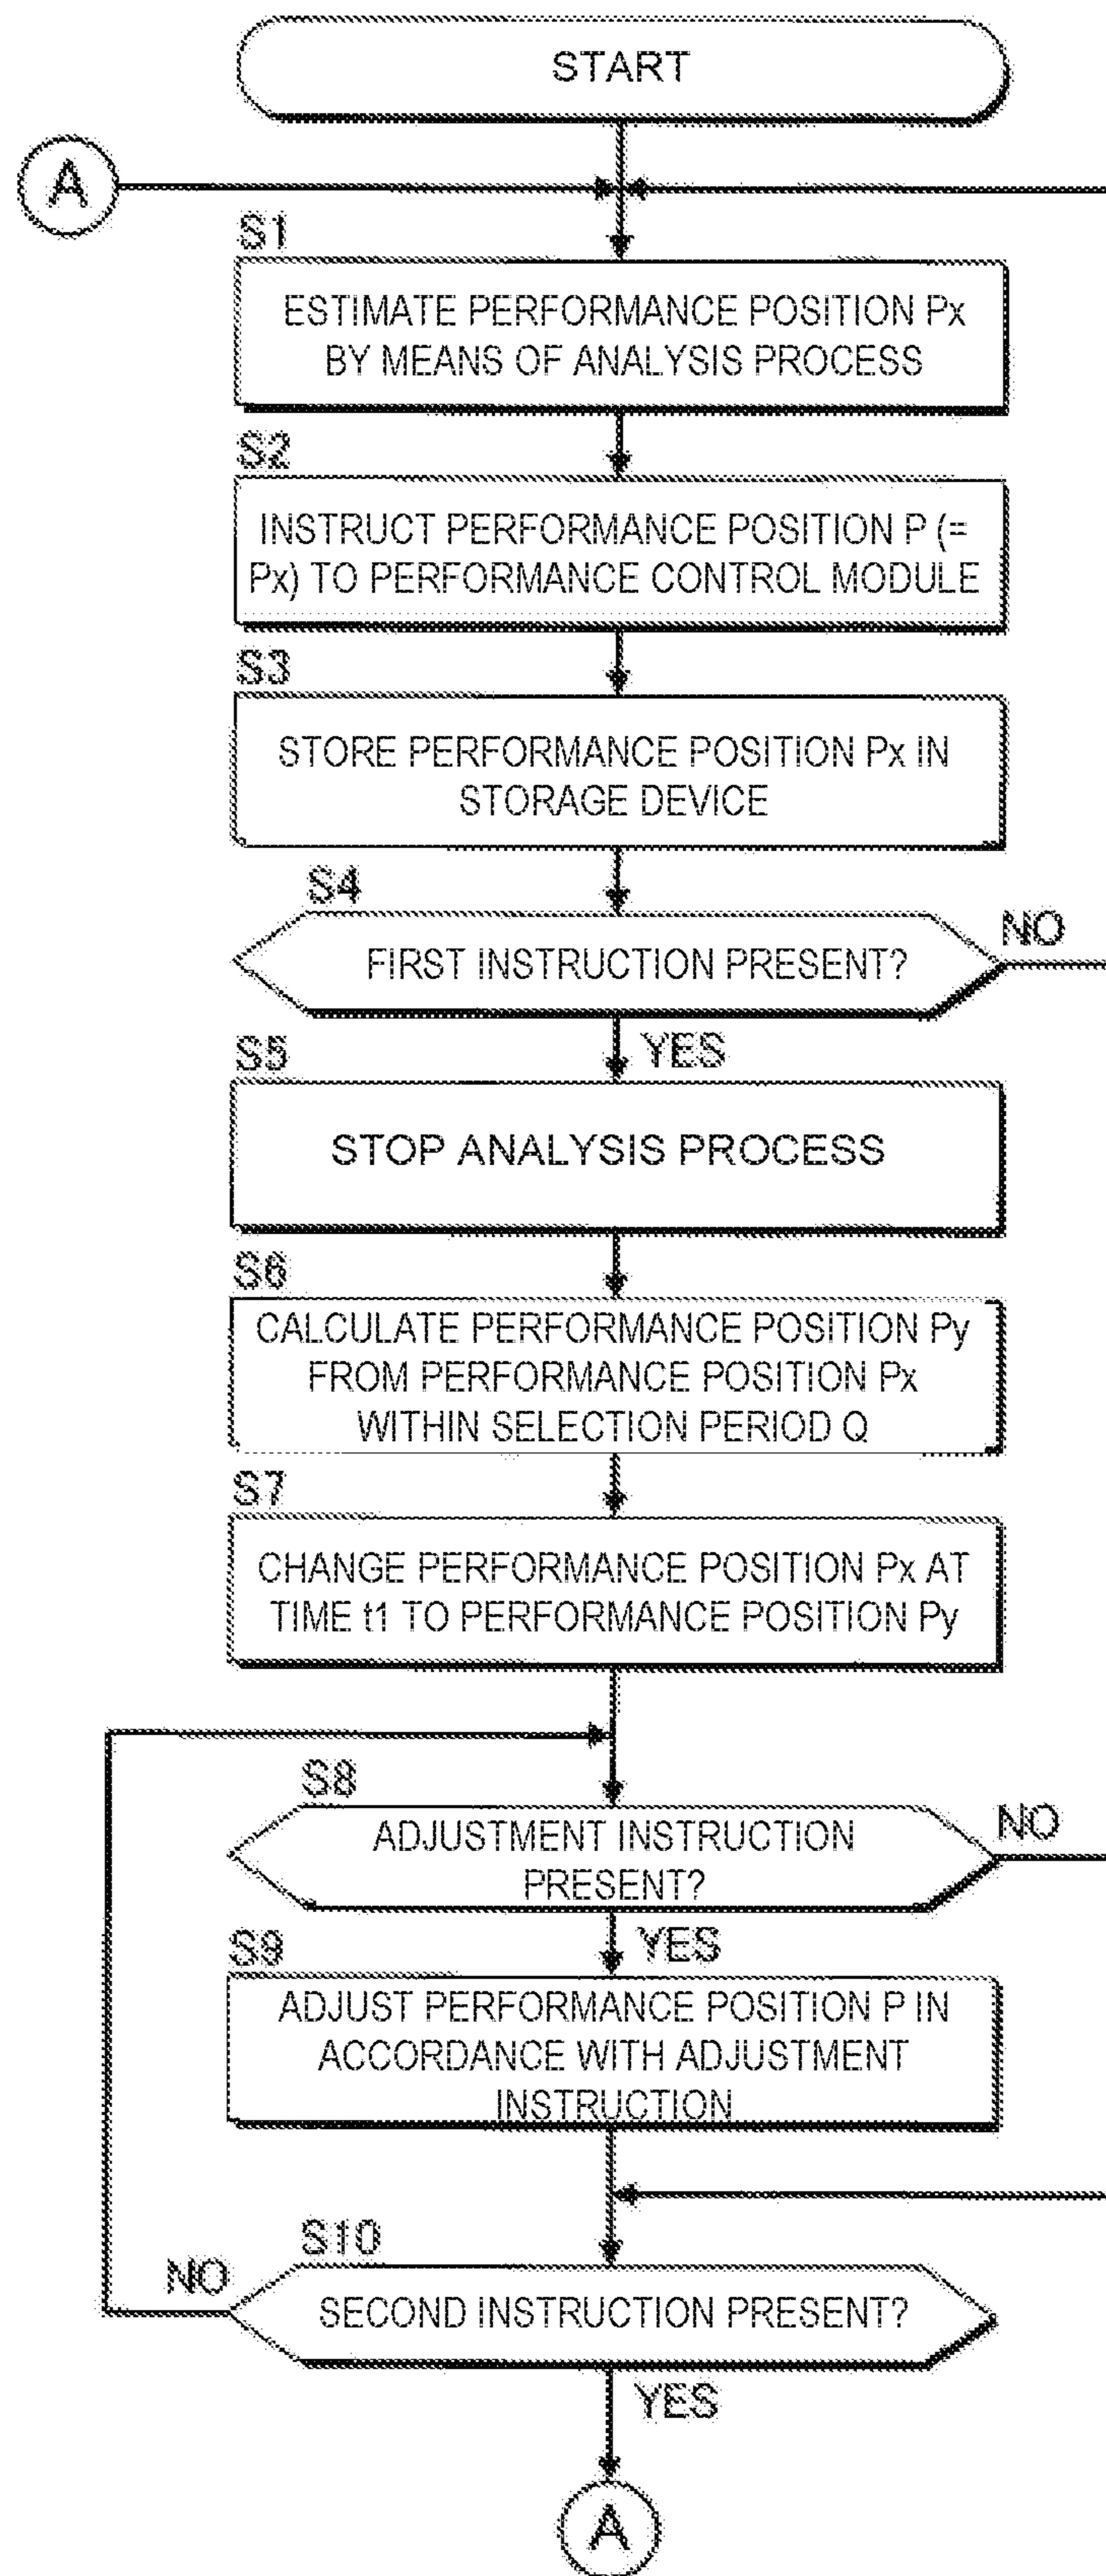 START
A
S1
ESTIMATE PERFORMANCE POSITION Px
BY MEANS OF ANALYSIS PROCESS
S2
INSTRUCT PERFORMANCE POSITION P (=
Px) TO PERFORMANCE CONTROL MODULE
S3
STORE PERFORMANCE POSITION Px IN
STORAGE DEVICE
S4
FIRST INSTRUCTION PRESENT?
NO
YES
S5
STOP ANALYSIS PROCESS
S6
CALCULATE PERFORMANCE POSITION Py
FROM PERFORMANCE POSITION Px
WITHIN SELECTION PERIOD Q
S7
CHANGE PERFORMANCE POSITION Px AT
TIME t1 TO PERFORMANCE POSITION Py
S8
ADJUSTMENT INSTRUCTION
PRESENT?
NO
YES
S9
ADJUST PERFORMANCE POSITION P IN
ACCORDANCE WITH ADJUSTMENT
INSTRUCTION
S10
NO
SECOND INSTRUCTION PRESENT?
YES
A